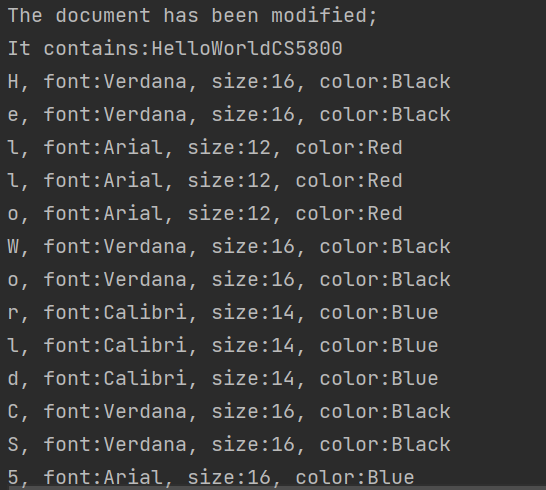 The document has been modified;
It contains:HelloWorldCS5800
H, font:Verdana, size:16, color:Black
e, font:Verdana, size:16, color:Black
l, font:Arial, size:12, color:Red
l, font:Arial, size:12, color:Red
o, font:Arial, size:12, color:Red
W, font:Verdana, size:16, color:Black
o, font:Verdana, size:16, color:Black
r, font:Calibri, size:14, color:Blue
l, font:Calibri, size:14, color:Blue
d, font:Calibri, size:14, color:Blue
C, font:Verdana, size:16, color:Black
S, font:Verdana, size:16, color:Black
5, font:Arial, size:16, color:Blue